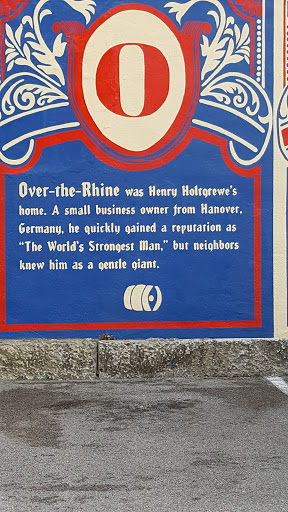 O
Over-the-Rhine was Henry Holtgrewe's
home. A small business owner from Hanover,
Germany, he quickly gained a reputation as
"The World's Strongest Man," but neighbors
knew him as a gentle giant.